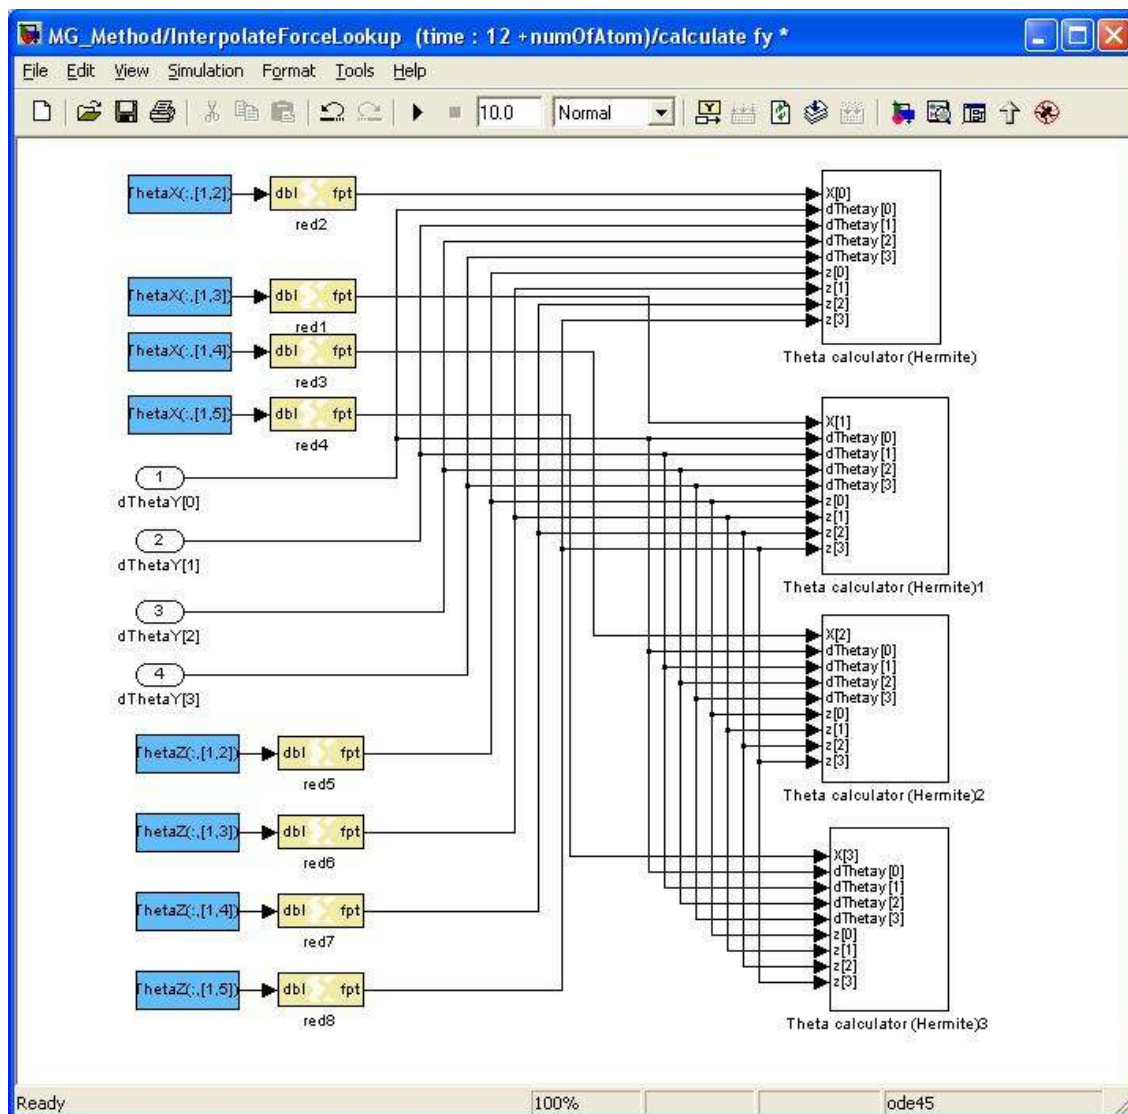 MG_Method/InterpolateForceLookup (time : 12 +numOfAtom)/calculate fy *
File Edit View Simulation Format Tools Help
10.0 Normal
ThetaX(:,[1,2]) dbl fpt
red2
X[0]
dThetay[0]
dThetay[1]
dThetay[2]
dThetay[3]
z[0]
z[1]
z[2]
z[3]
Theta calculator (Hermite)
ThetaX(:,[1,3]) dbl fpt
red1
ThetaX(:,[1,4]) dbl fpt
red3
ThetaX(:,[1,5]) dbl fpt
red4
X[1]
dThetay[0]
dThetay[1]
dThetay[2]
dThetay[3]
z[0]
z[1]
z[2]
z[3]
Theta calculator (Hermite)1
1
dThetaY[0]
2
dThetaY[1]
3
dThetaY[2]
4
dThetaY[3]
X[2]
dThetay[0]
dThetay[1]
dThetay[2]
dThetay[3]
z[0]
z[1]
z[2]
z[3]
Theta calculator (Hermite)2
ThetaZ(:,[1,2]) dbl fpt
red5
ThetaZ(:,[1,3]) dbl fpt
red6
ThetaZ(:,[1,4]) dbl fpt
red7
ThetaZ(:,[1,5]) dbl fpt
red8
X[3]
dThetay[0]
dThetay[1]
dThetay[2]
dThetay[3]
z[0]
z[1]
z[2]
z[3]
Theta calculator (Hermite)3
Ready 100% ode45